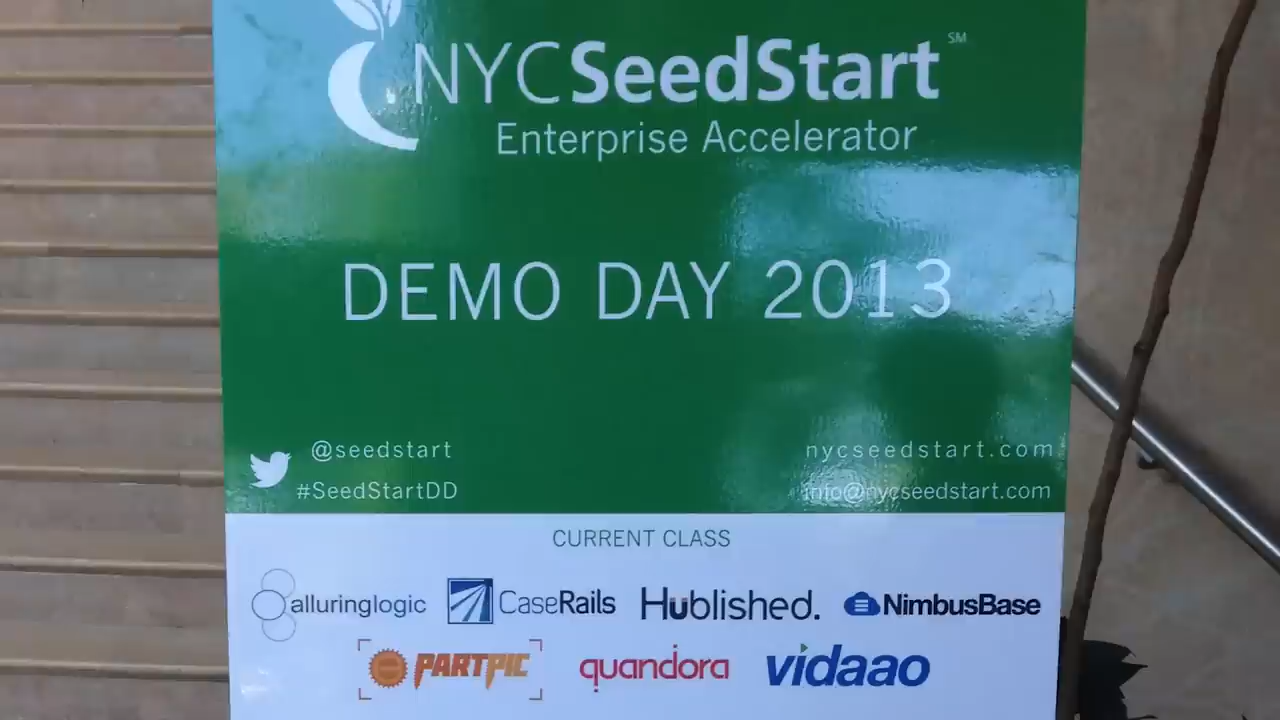 NYCSeedStart SM
Enterprise Accelerator
DEMO DAY 2013
@seedstart
nycseedstart.com
#SeedStartDD
info@nycseedstart.com
CURRENT CLASS
alluringlogic CaseRails Hublished. NimbusBase
PARTPIC quandora vidaao